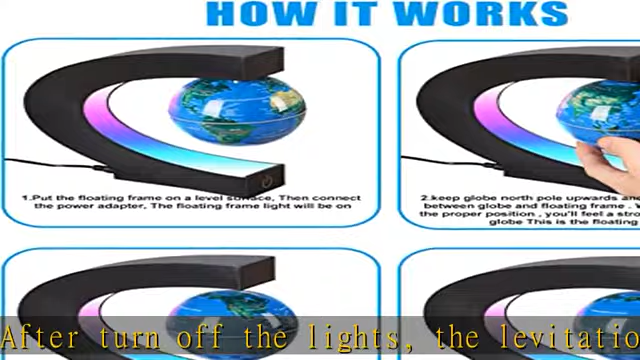 HOW IT WORKS
1.Put the floating frame on a level surface, Then connect
the power adapter, The floating frame light will be on
2.keep globe north pole upwards and
between globe and floating frame .
the proper position , you'll feel a
globe This is the floating
After turn off the lights, the